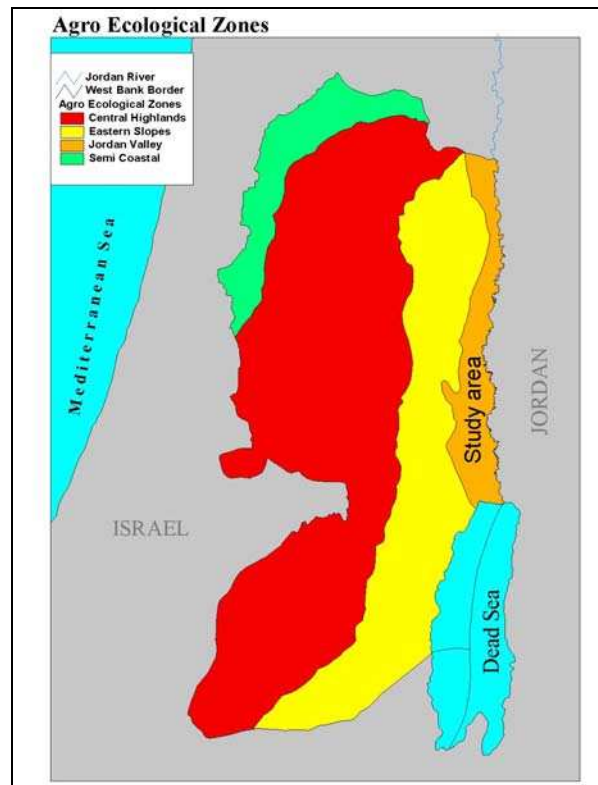 Agro Ecological Zones
Jordan River
West Bank Border
Agro Ecological Zones
Central Highlands
Eastern Slopes
Jordan Valley
Semi Coastal
Mediterranean Sea
JORDAN
Study area
ISRAEL
Dead Sea